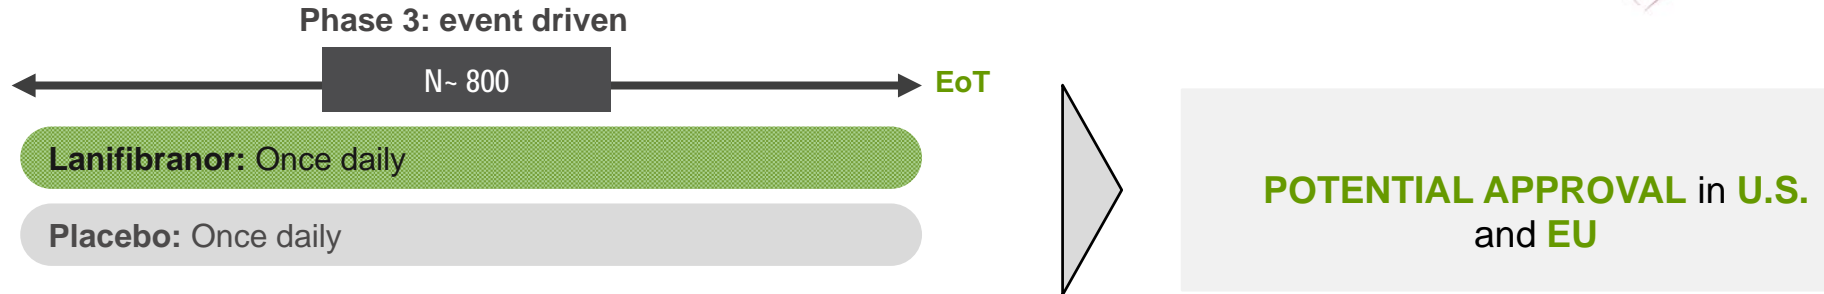 Phase 3: event driven
N~ 800
EoT
Lanifibranor: Once daily
Placebo: Once daily
POTENTIAL APPROVAL in U.S.
and EU